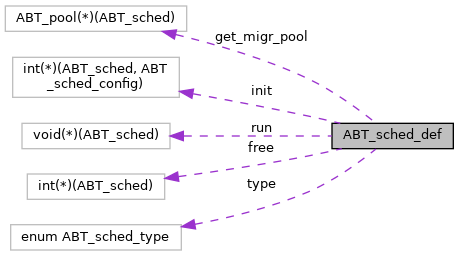 ABT_pool(*)(ABT_sched)
get_migr_pool
int(*)(ABT_sched, ABT
_sched_config)
init
void(*)(ABT_sched)
run
ABT_sched_def
free
int(*)(ABT_sched)
type
enum ABT_sched_type